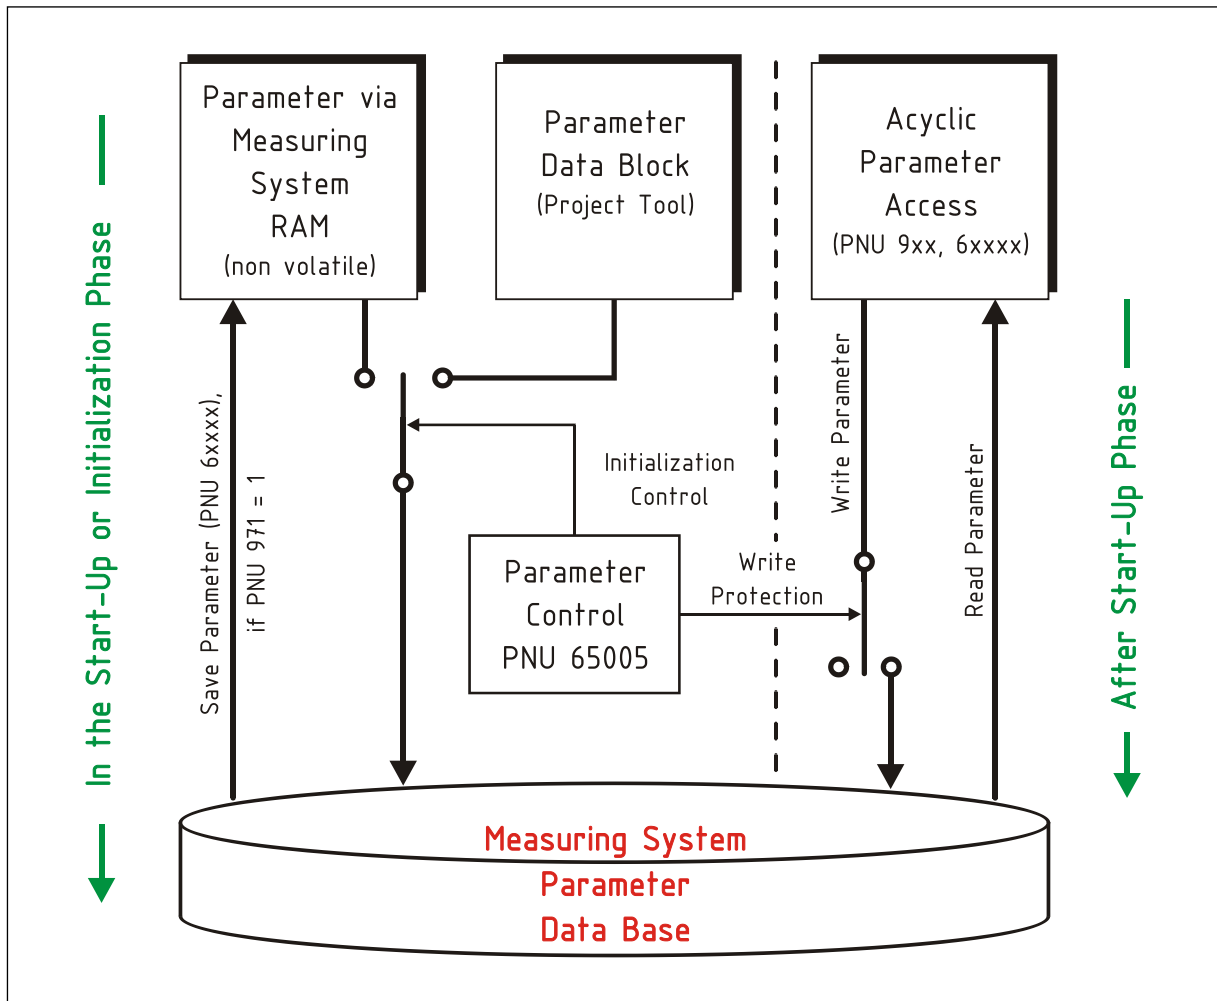 Parameter via
Measuring
System
RAM
(non volatile)
Parameter
Data Block
(Project Tool)
Acyclic
Parameter
Access
(PNU 9xx, 6xxxx)
In the Start-Up or Initialization Phase
Save Parameter (PNU 6xxxx),
if PNU 971 = 1
Initialization
Control
Parameter
Control
PNU 65005
Write
Protection
Write Parameter
Read Parameter
After Start-Up Phase
Measuring System
Parameter
Data Base